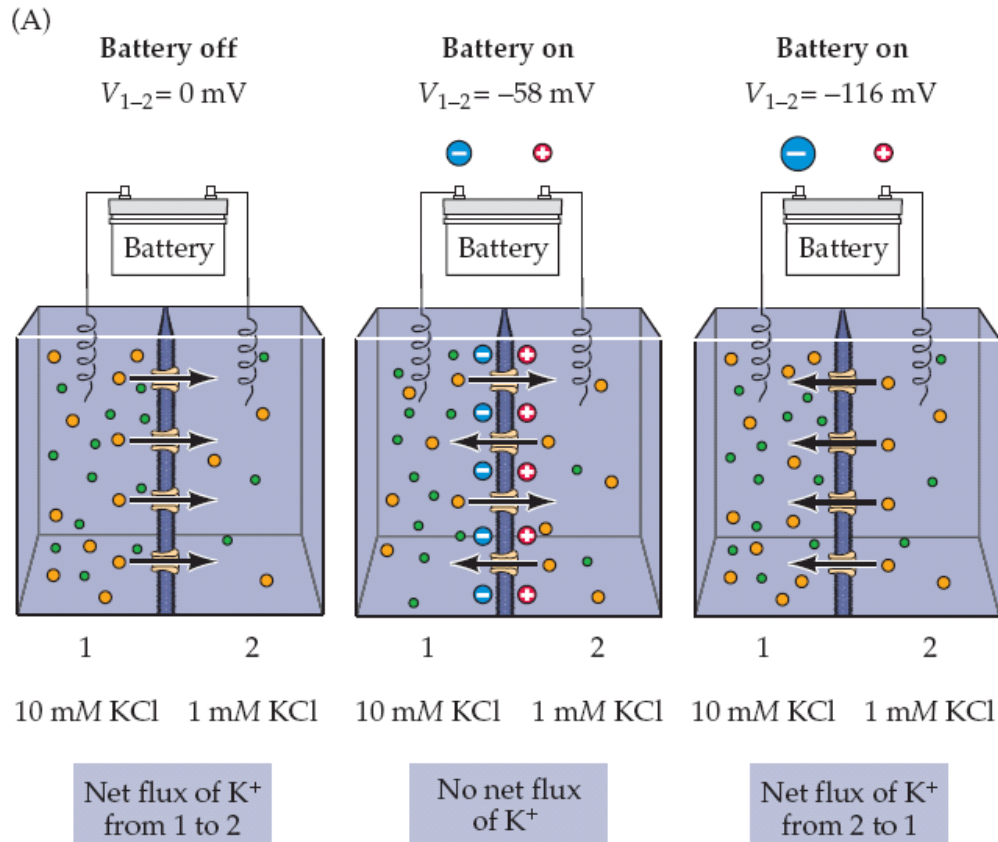 (A)
Battery off
V1–2= 0 mV
Battery on
V1–2= –58 mV
Battery on
V1–2= –116 mV
Battery
Battery
Battery
1 2
1 2
1 2
10 mM KCl 1 mM KCl
10 mM KCl 1 mM KCl
10 mM KCl 1 mM KCl
Net flux of K+
from 1 to 2
No net flux
of K+
Net flux of K+
from 2 to 1